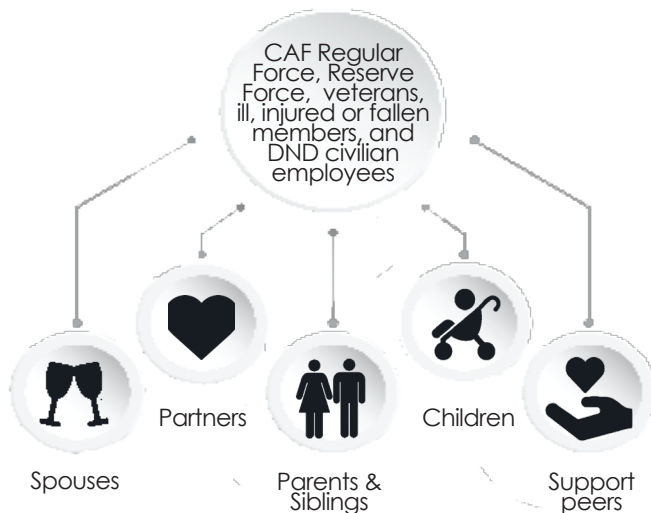 CAF Regular
Force, Reserve
Force, veterans,
ill, injured or fallen
members, and
DND civilian
employees
Partners
Children
Spouses
Parents &
Siblings
Support
peers